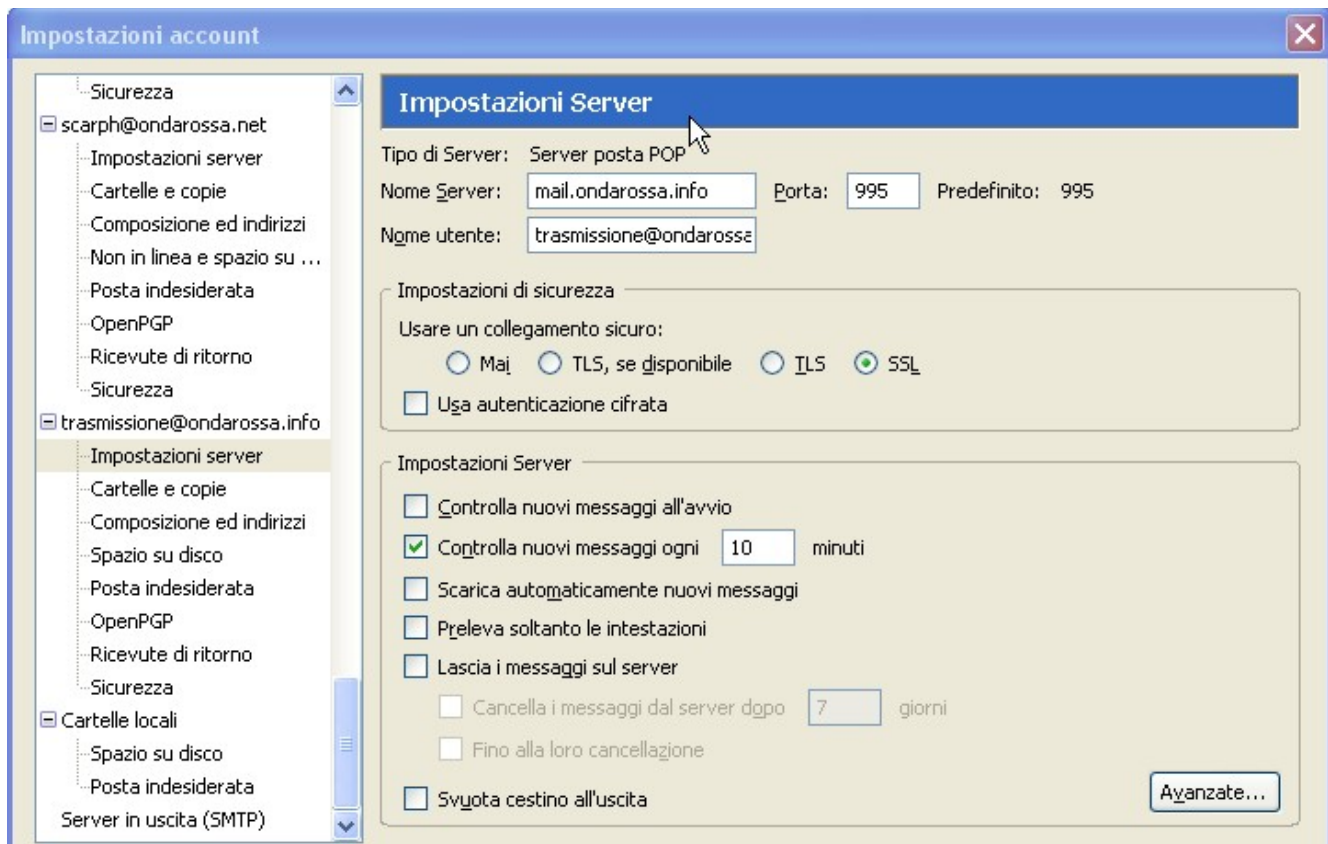 Impostazioni account
Sicurezza
scarph@ondarossa.net
Impostazioni server
Cartelle e copie
Composizione ed indirizzi
Non in linea e spazio su ...
Posta indesiderata
OpenPGP
Ricevute di ritorno
Sicurezza
trasmissione@ondarossa.info
Impostazioni server
Cartelle e copie
Composizione ed indirizzi
Spazio su disco
Posta indesiderata
OpenPGP
Ricevute di ritorno
Sicurezza
Cartelle locali
Spazio su disco
Posta indesiderata
Server in uscita (SMTP)
Impostazioni Server
Tipo di Server: Server posta POP
Nome Server: mail.ondarossa.info Porta: 995 Predefinito: 995
Nome utente: trasmissione@ondarossa
Impostazioni di sicurezza
Usare un collegamento sicuro:
Mai TLS, se disponibile TLS SSL
Usa autenticazione cifrata
Impostazioni Server
Controlla nuovi messaggi all'avvio
Controlla nuovi messaggi ogni 10 minuti
Scarica automaticamente nuovi messaggi
Preleva soltanto le intestazioni
Lascia i messaggi sul server
Cancella i messaggi dal server dopo 7 giorni
Fino alla loro cancellazione
Svuota cestino all'uscita
Avanzate...